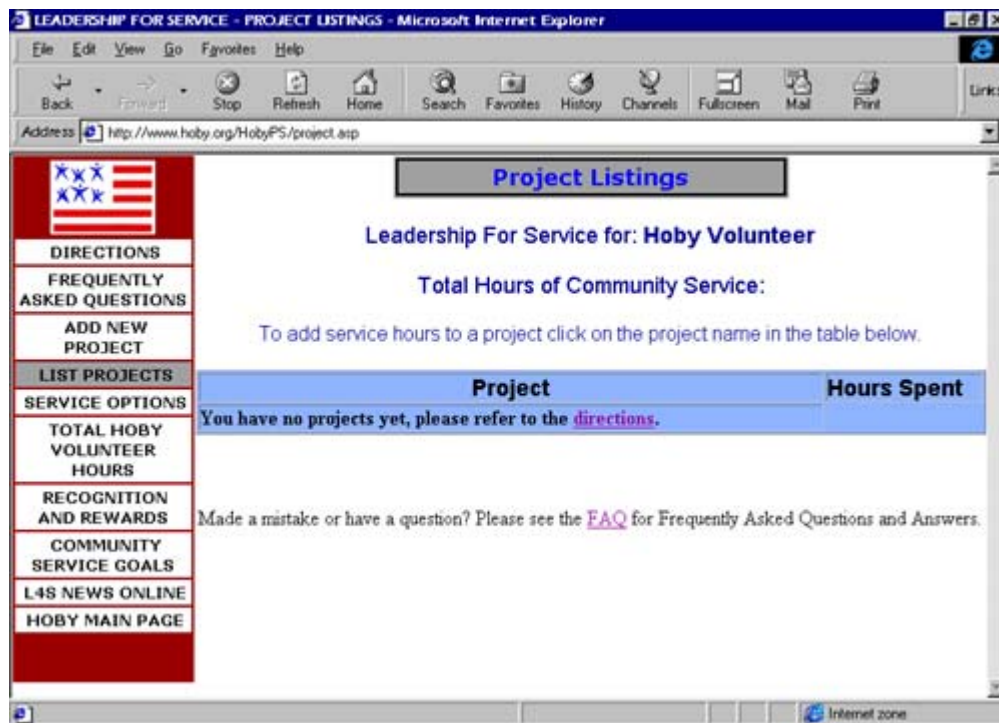 LEADERSHIP FOR SERVICE - PROJECT LISTINGS - Microsoft Internet Explorer
File Edit View Go Favorites Help
Back Forward Stop Refresh Home Search Favorites History Channels Fullscreen Mail Print Links
Address http://www.hoby.org/HobyPS/project.asp
DIRECTIONS
FREQUENTLY
ASKED QUESTIONS
ADD NEW
PROJECT
LIST PROJECTS
SERVICE OPTIONS
TOTAL HOBY
VOLUNTEER
HOURS
RECOGNITION
AND REWARDS
COMMUNITY
SERVICE GOALS
L4S NEWS ONLINE
HOBY MAIN PAGE
Project Listings
Leadership For Service for: Hoby Volunteer
Total Hours of Community Service:
To add service hours to a project click on the project name in the table below.
Project Hours Spent
You have no projects yet, please refer to the directions.
Made a mistake or have a question? Please see the FAQ for Frequently Asked Questions and Answers.
Internet zone